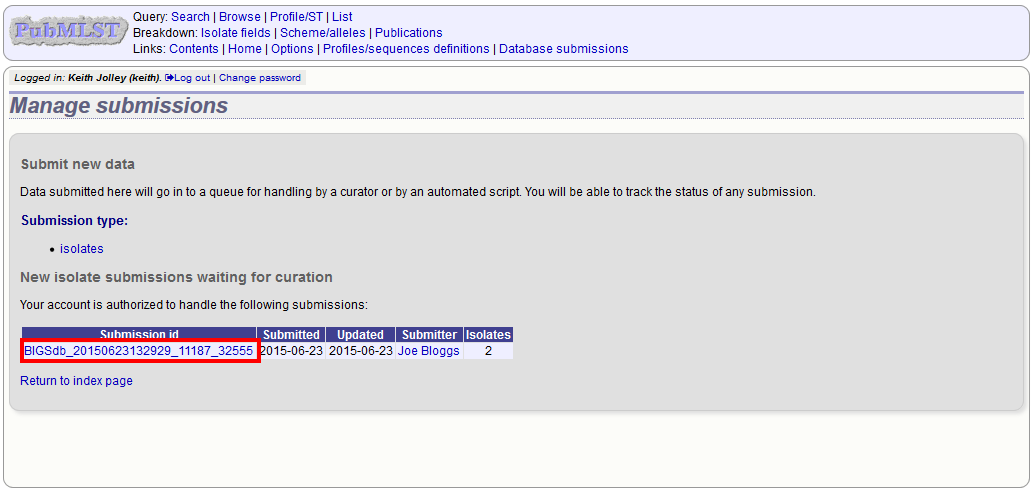 PubMLST
Query: Search | Browse | Profile/ST | List
Breakdown: Isolate fields | Scheme/alleles | Publications
Links: Contents | Home | Options | Profiles/sequences definitions | Database submissions
Logged in: Keith Jolley (keith). Log out | Change password
Manage submissions
Submit new data
Data submitted here will go in to a queue for handling by a curator or by an automated script. You will be able to track the status of any submission.
Submission type:
• isolates
New isolate submissions waiting for curation
Your account is authorized to handle the following submissions:
Submission id Submitted Updated Submitter Isolates
BIGSdb_20150623132929_11187_32555 2015-06-23 2015-06-23 Joe Bloggs 2
Return to index page